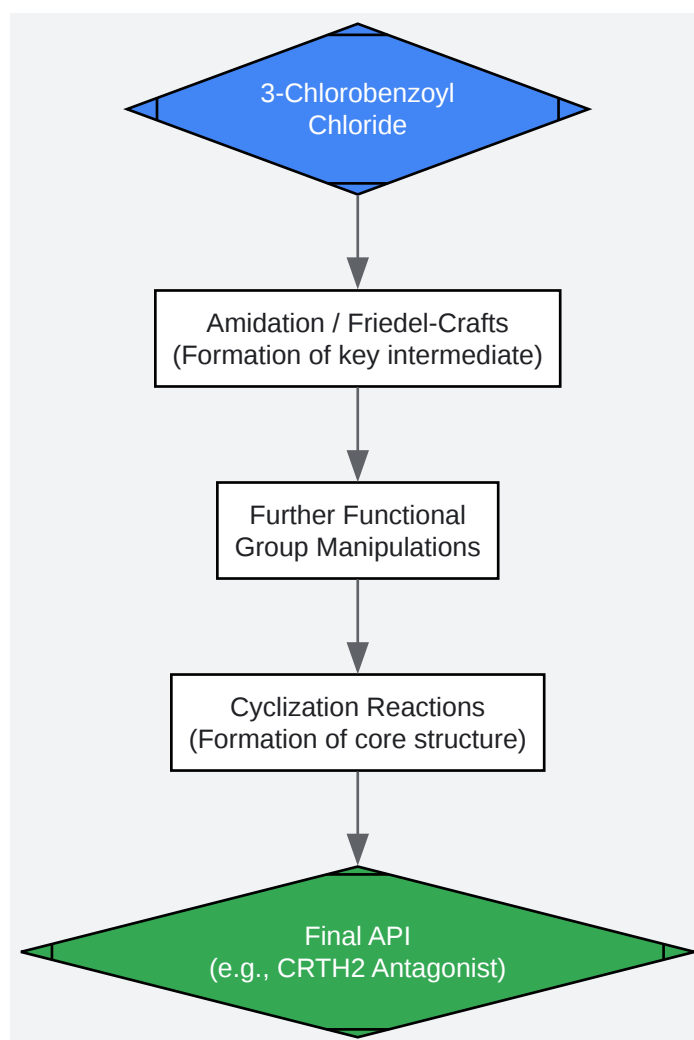 3-Chlorobenzoyl
Chloride
Amidation / Friedel-Crafts
(Formation of key intermediate)
Further Functional
Group Manipulations
Cyclization Reactions
(Formation of core structure)
Final API
(e.g., CRTH2 Antagonist)